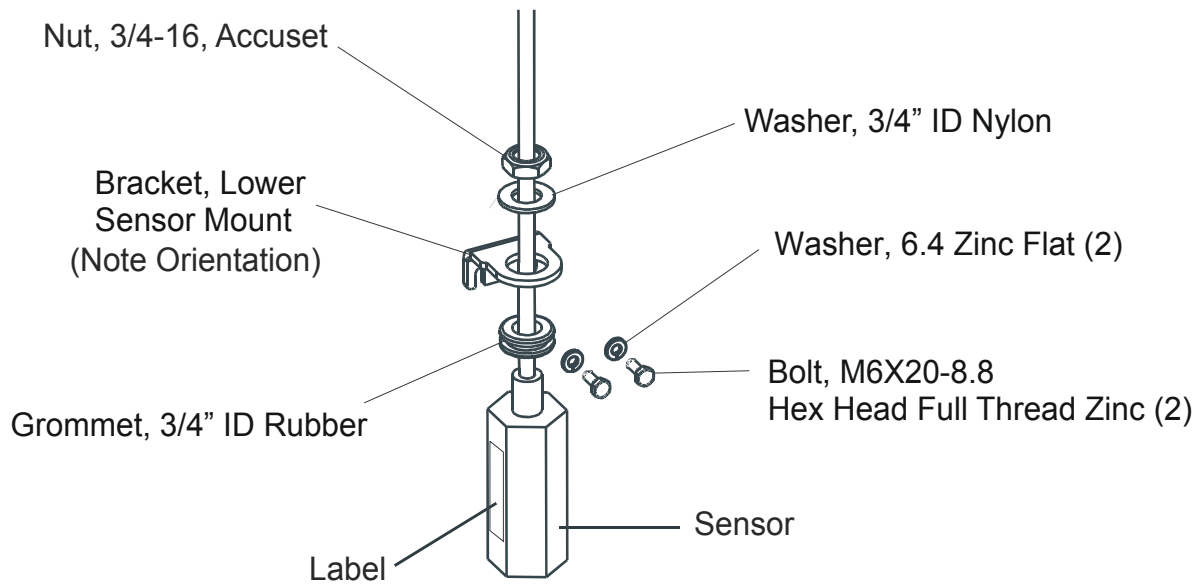 Nut, 3/4-16, Accuset
Washer, 3/4” ID Nylon
Bracket, Lower
Sensor Mount
(Note Orientation)
Washer, 6.4 Zinc Flat (2)
Bolt, M6X20-8.8
Hex Head Full Thread Zinc (2)
Grommet, 3/4” ID Rubber
Sensor
Label